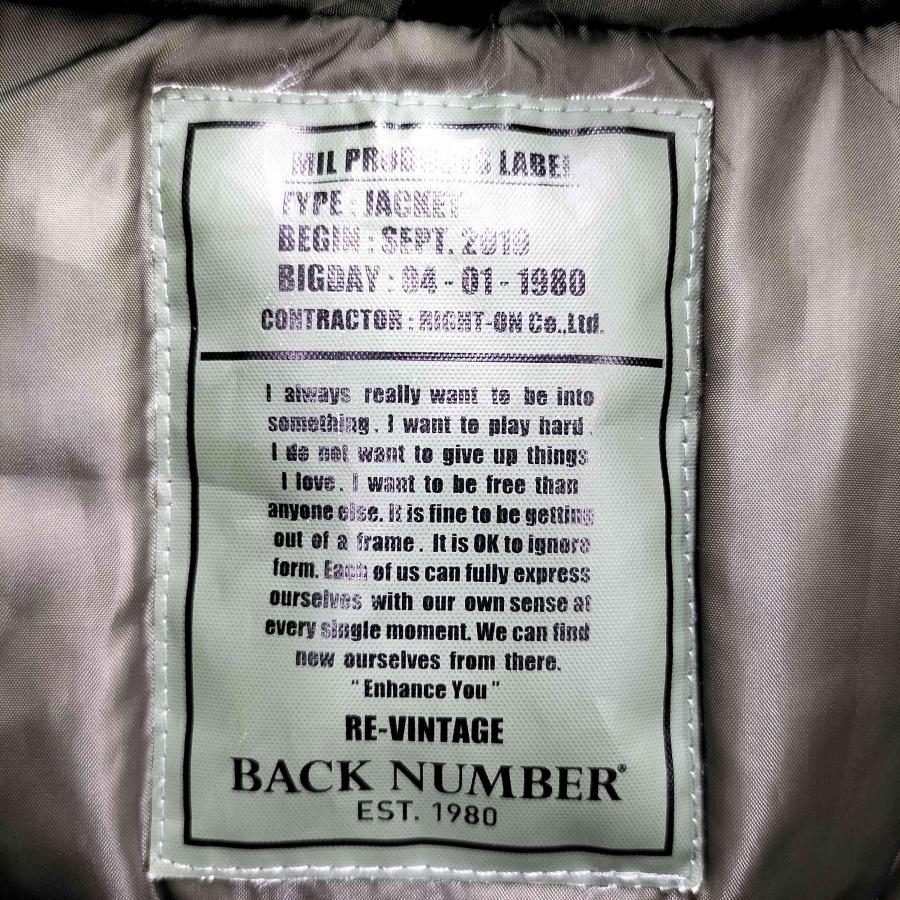 MIL PRODUCTS LABEL
TYPE : JACKET
BEGIN : SEPT. 2010
BIGDAY : 04 - 01 - 1980
CONTRACTOR : RIGHT-ON Co.,Ltd.
I always really want to be into
something. I want to play hard.
I do not want to give up things
I love. I want to be free than
anyone else. It is fine to be getting
out of a frame. It is OK to ignore
form. Each of us can fully express
ourselves with our own sense at
every single moment. We can find
new ourselves from there.
“ Enhance You ”
RE-VINTAGE
BACK NUMBER®
EST. 1980